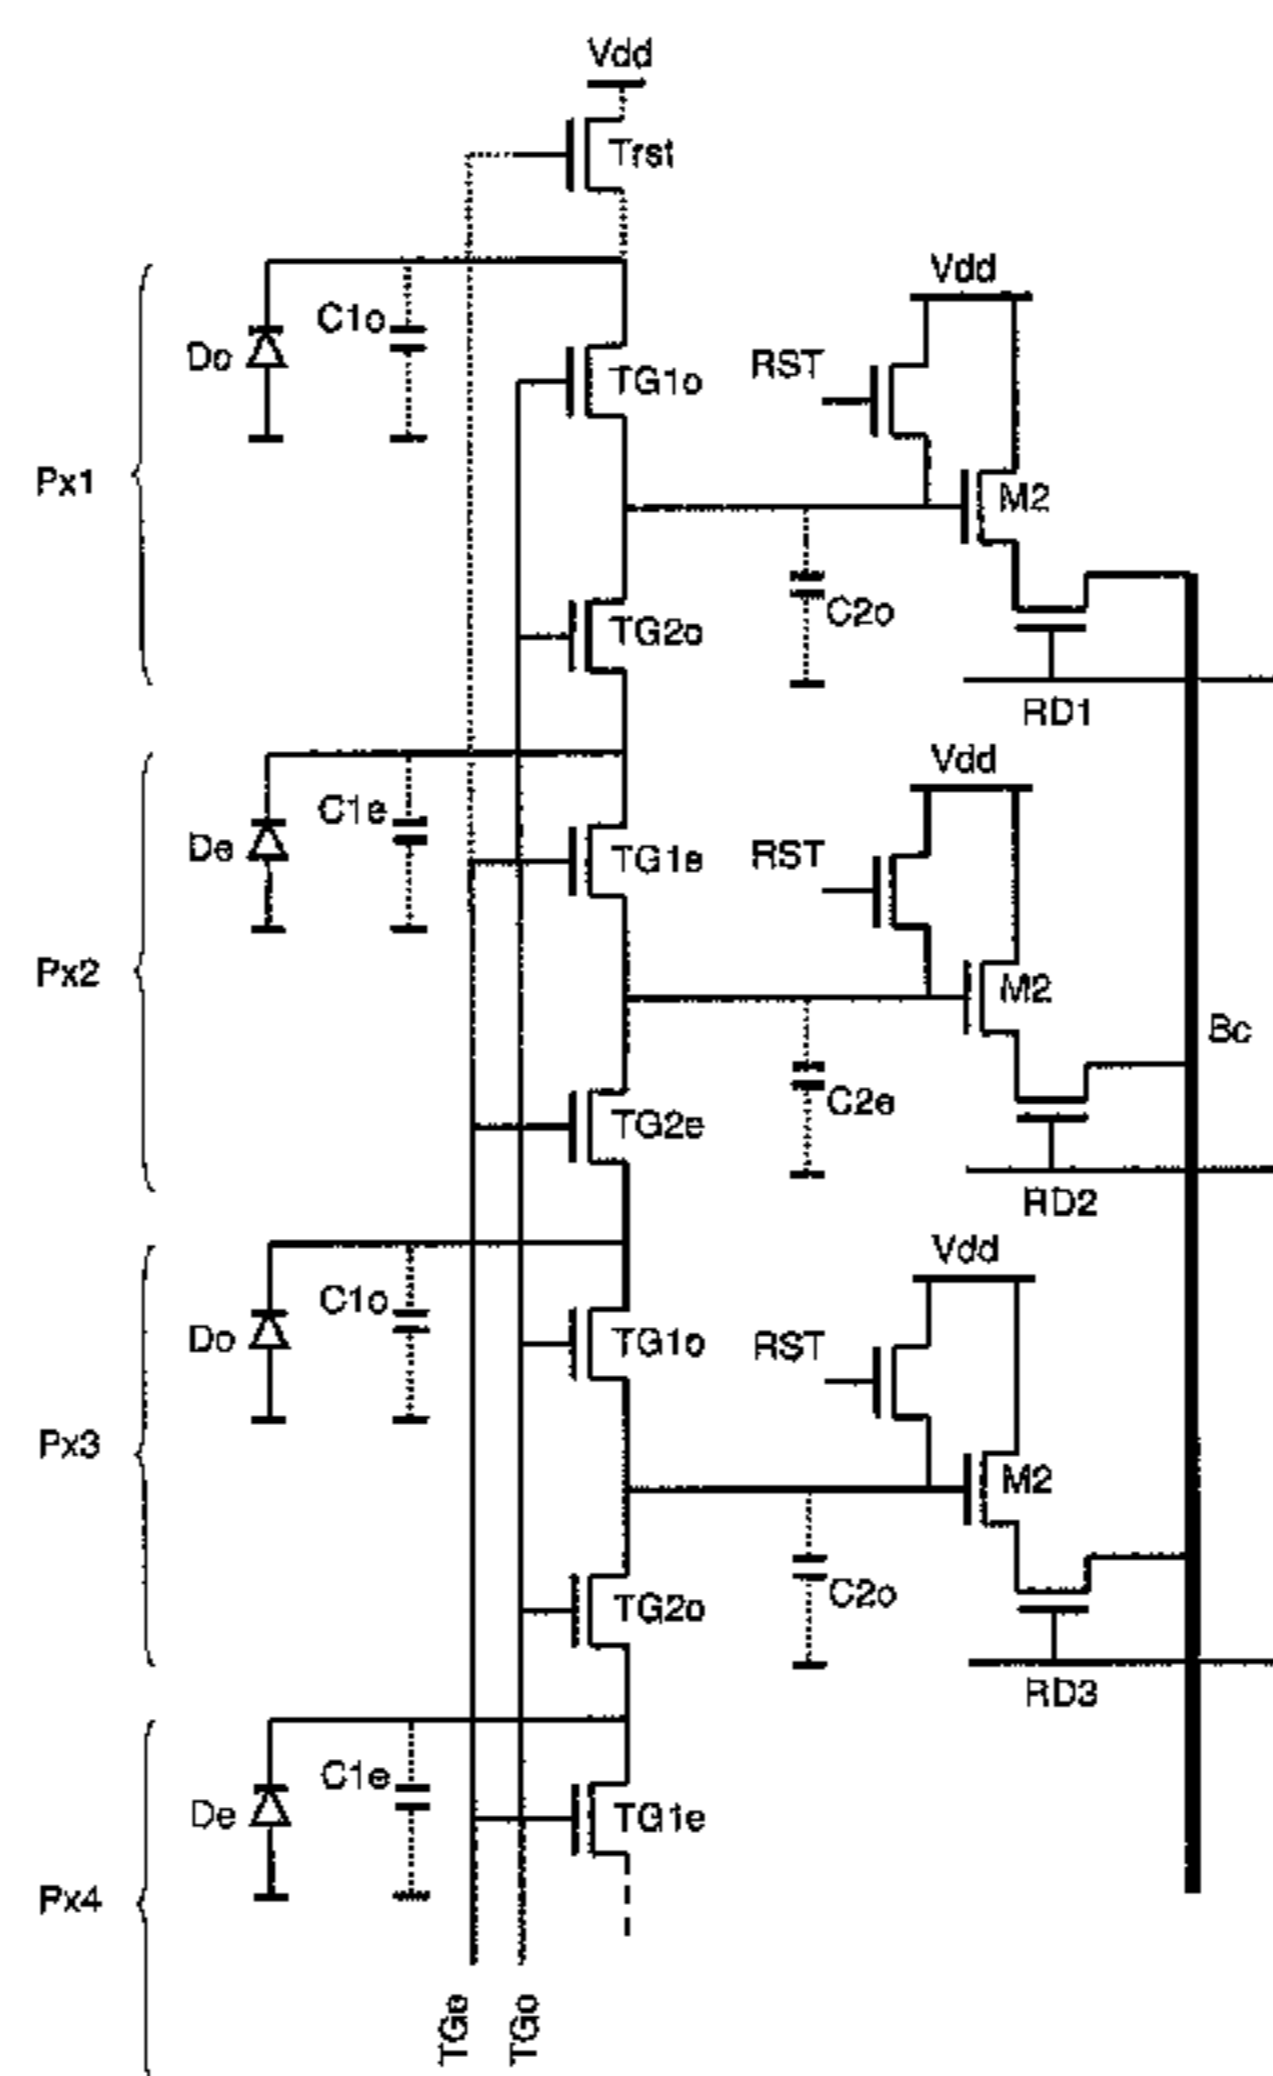 Vdd
Trst
C1o
Do
TG1o
Px1
TG2o
Vdd
RST
M2
C2o
RD1
C1e
De
TG1e
Px2
TG2e
Vdd
RST
M2
Bc
C2e
RD2
C1o
Do
TG1o
Px3
TG2o
Vdd
RST
M2
C2o
RD3
C1e
De
TG1e
Px4
TGe
TGo